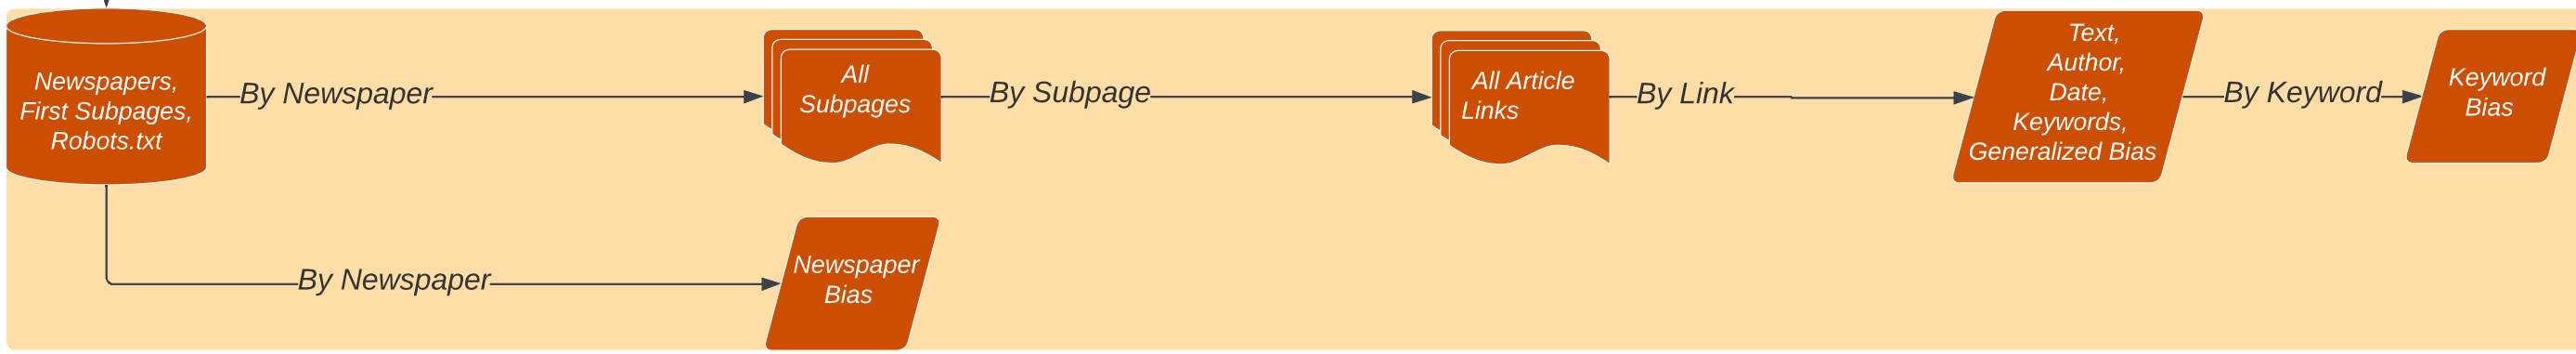 Newspapers,
First Subpages,
Robots.txt
By Newspaper
All
Subpages
By Subpage
All Article
Links
By Link
Text,
Author,
Date,
Keywords,
Generalized Bias
By Keyword
Keyword
Bias
By Newspaper
Newspaper
Bias